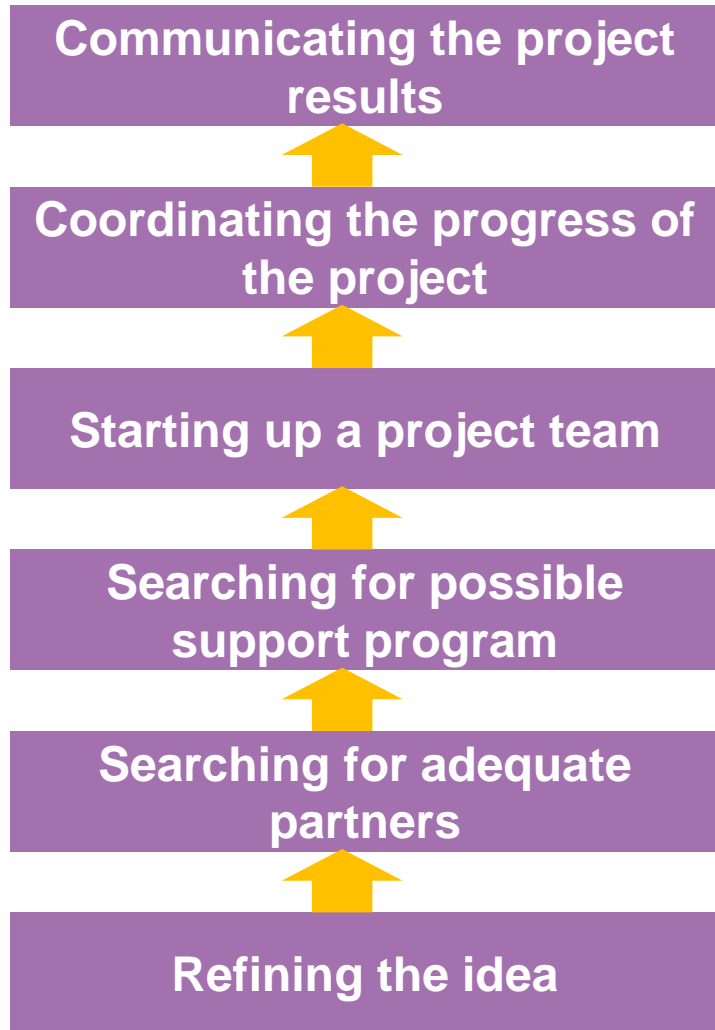 Communicating the project
results
Coordinating the progress of
the project
Starting up a project team
Searching for possible
support program
Searching for adequate
partners
Refining the idea